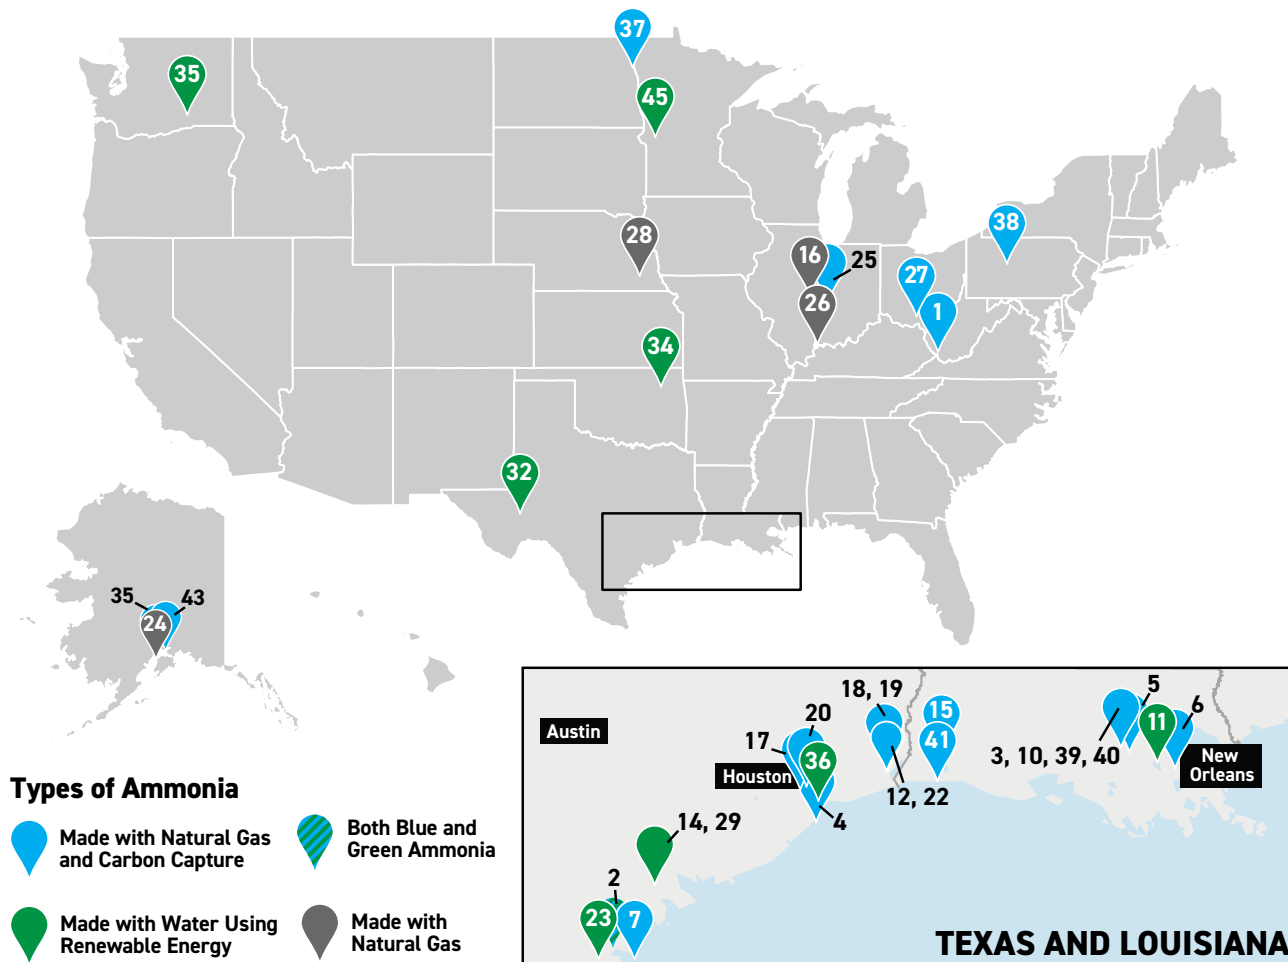 37
35
45
38
28
16
25
27
26
1
34
32
35
43
24
5
18, 19
15
6
20
11
Austin
17
41
36
3, 10, 39, 40
New
Orleans
Houston
12, 22
Types of Ammonia
4
14, 29
Made with Natural Gas
and Carbon Capture
Both Blue and
Green Ammonia
2
23
7
Made with Water Using
Renewable Energy
Made with
Natural Gas
TEXAS AND LOUISIANA